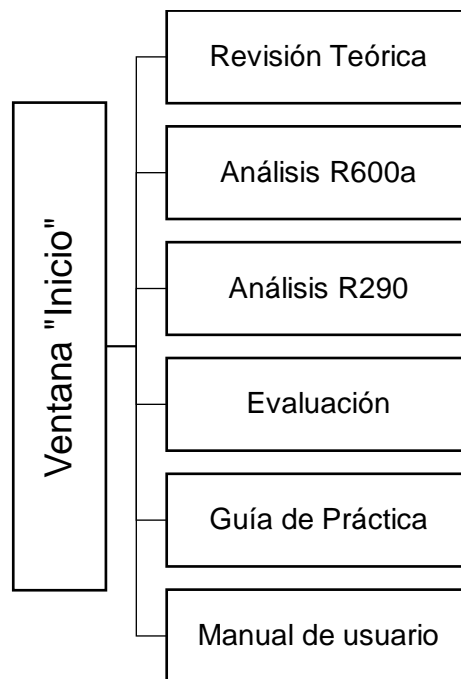 Ventana "Inicio"
Revisión Teórica
Análisis R600a
Análisis R290
Evaluación
Guía de Práctica
Manual de usuario